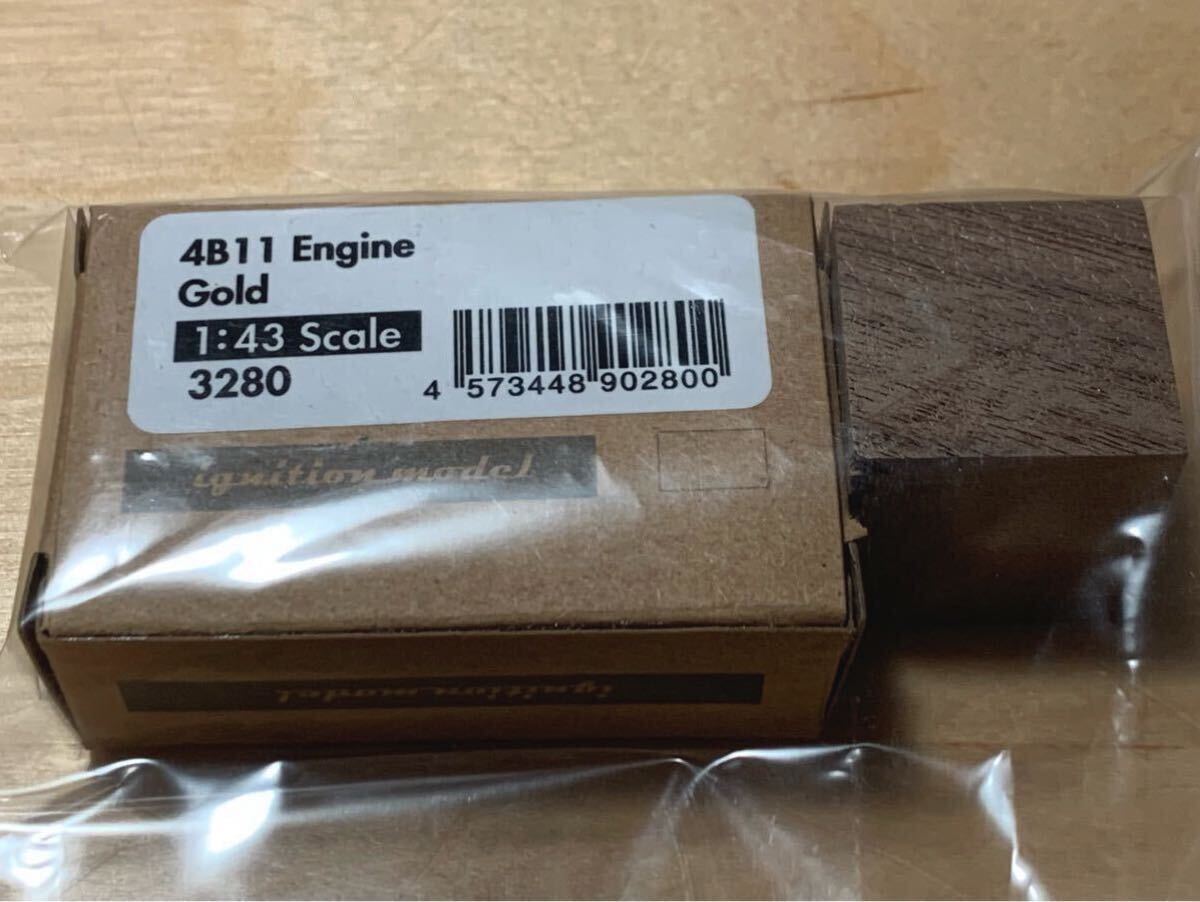 4B11 Engine
Gold
1:43 Scale
3280
4 573448 902800
ignition model
ignition model